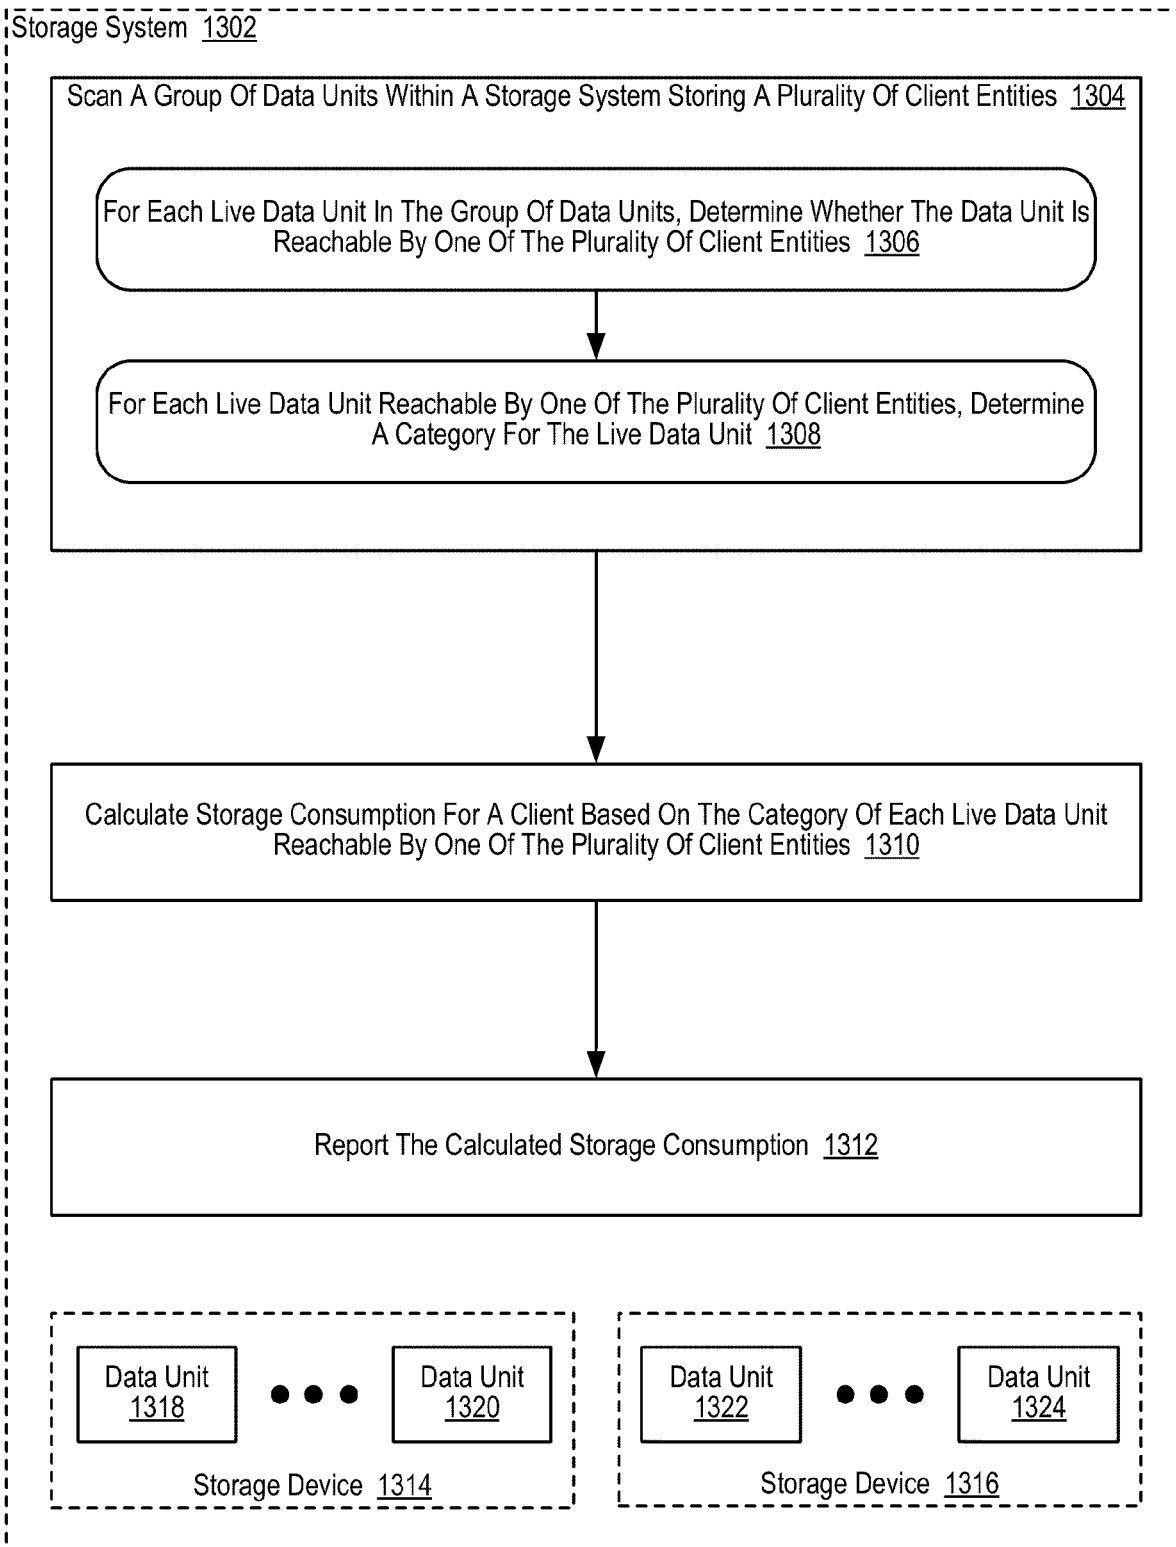 Storage System 1302
Scan A Group Of Data Units Within A Storage System Storing A Plurality Of Client Entities 1304
For Each Live Data Unit In The Group Of Data Units, Determine Whether The Data Unit Is
Reachable By One Of The Plurality Of Client Entities 1306
For Each Live Data Unit Reachable By One Of The Plurality Of Client Entities, Determine
A Category For The Live Data Unit 1308
Calculate Storage Consumption For A Client Based On The Category Of Each Live Data Unit
Reachable By One Of The Plurality Of Client Entities 1310
Report The Calculated Storage Consumption 1312
Data Unit
1318
Data Unit
1320
Storage Device 1314
Data Unit
1322
Data Unit
1324
Storage Device 1316